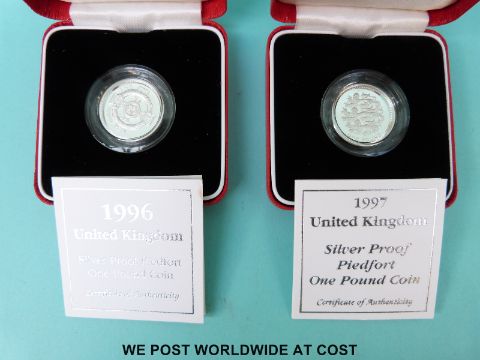 1996
United Kingdom
Silver Proof Piedfort
One Pound Coin
Certificate of Authenticity
1997
United Kingdom
Silver Proof
Piedfort
One Pound Coin
Certificate of Authenticity
WE POST WORLDWIDE AT COST